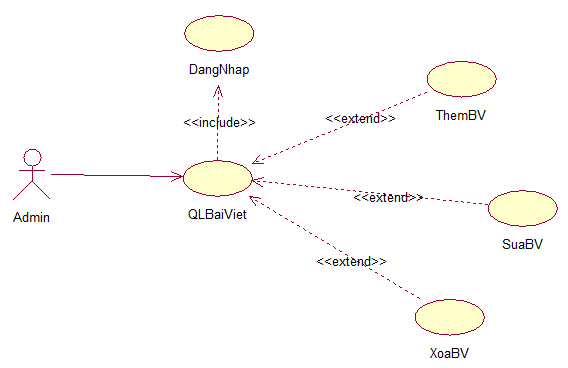 DangNhap
<<include>>
<<extend>>
ThemBV
Admin
QLBaiViet
<<extend>>
SuaBV
<<extend>>
XoaBV